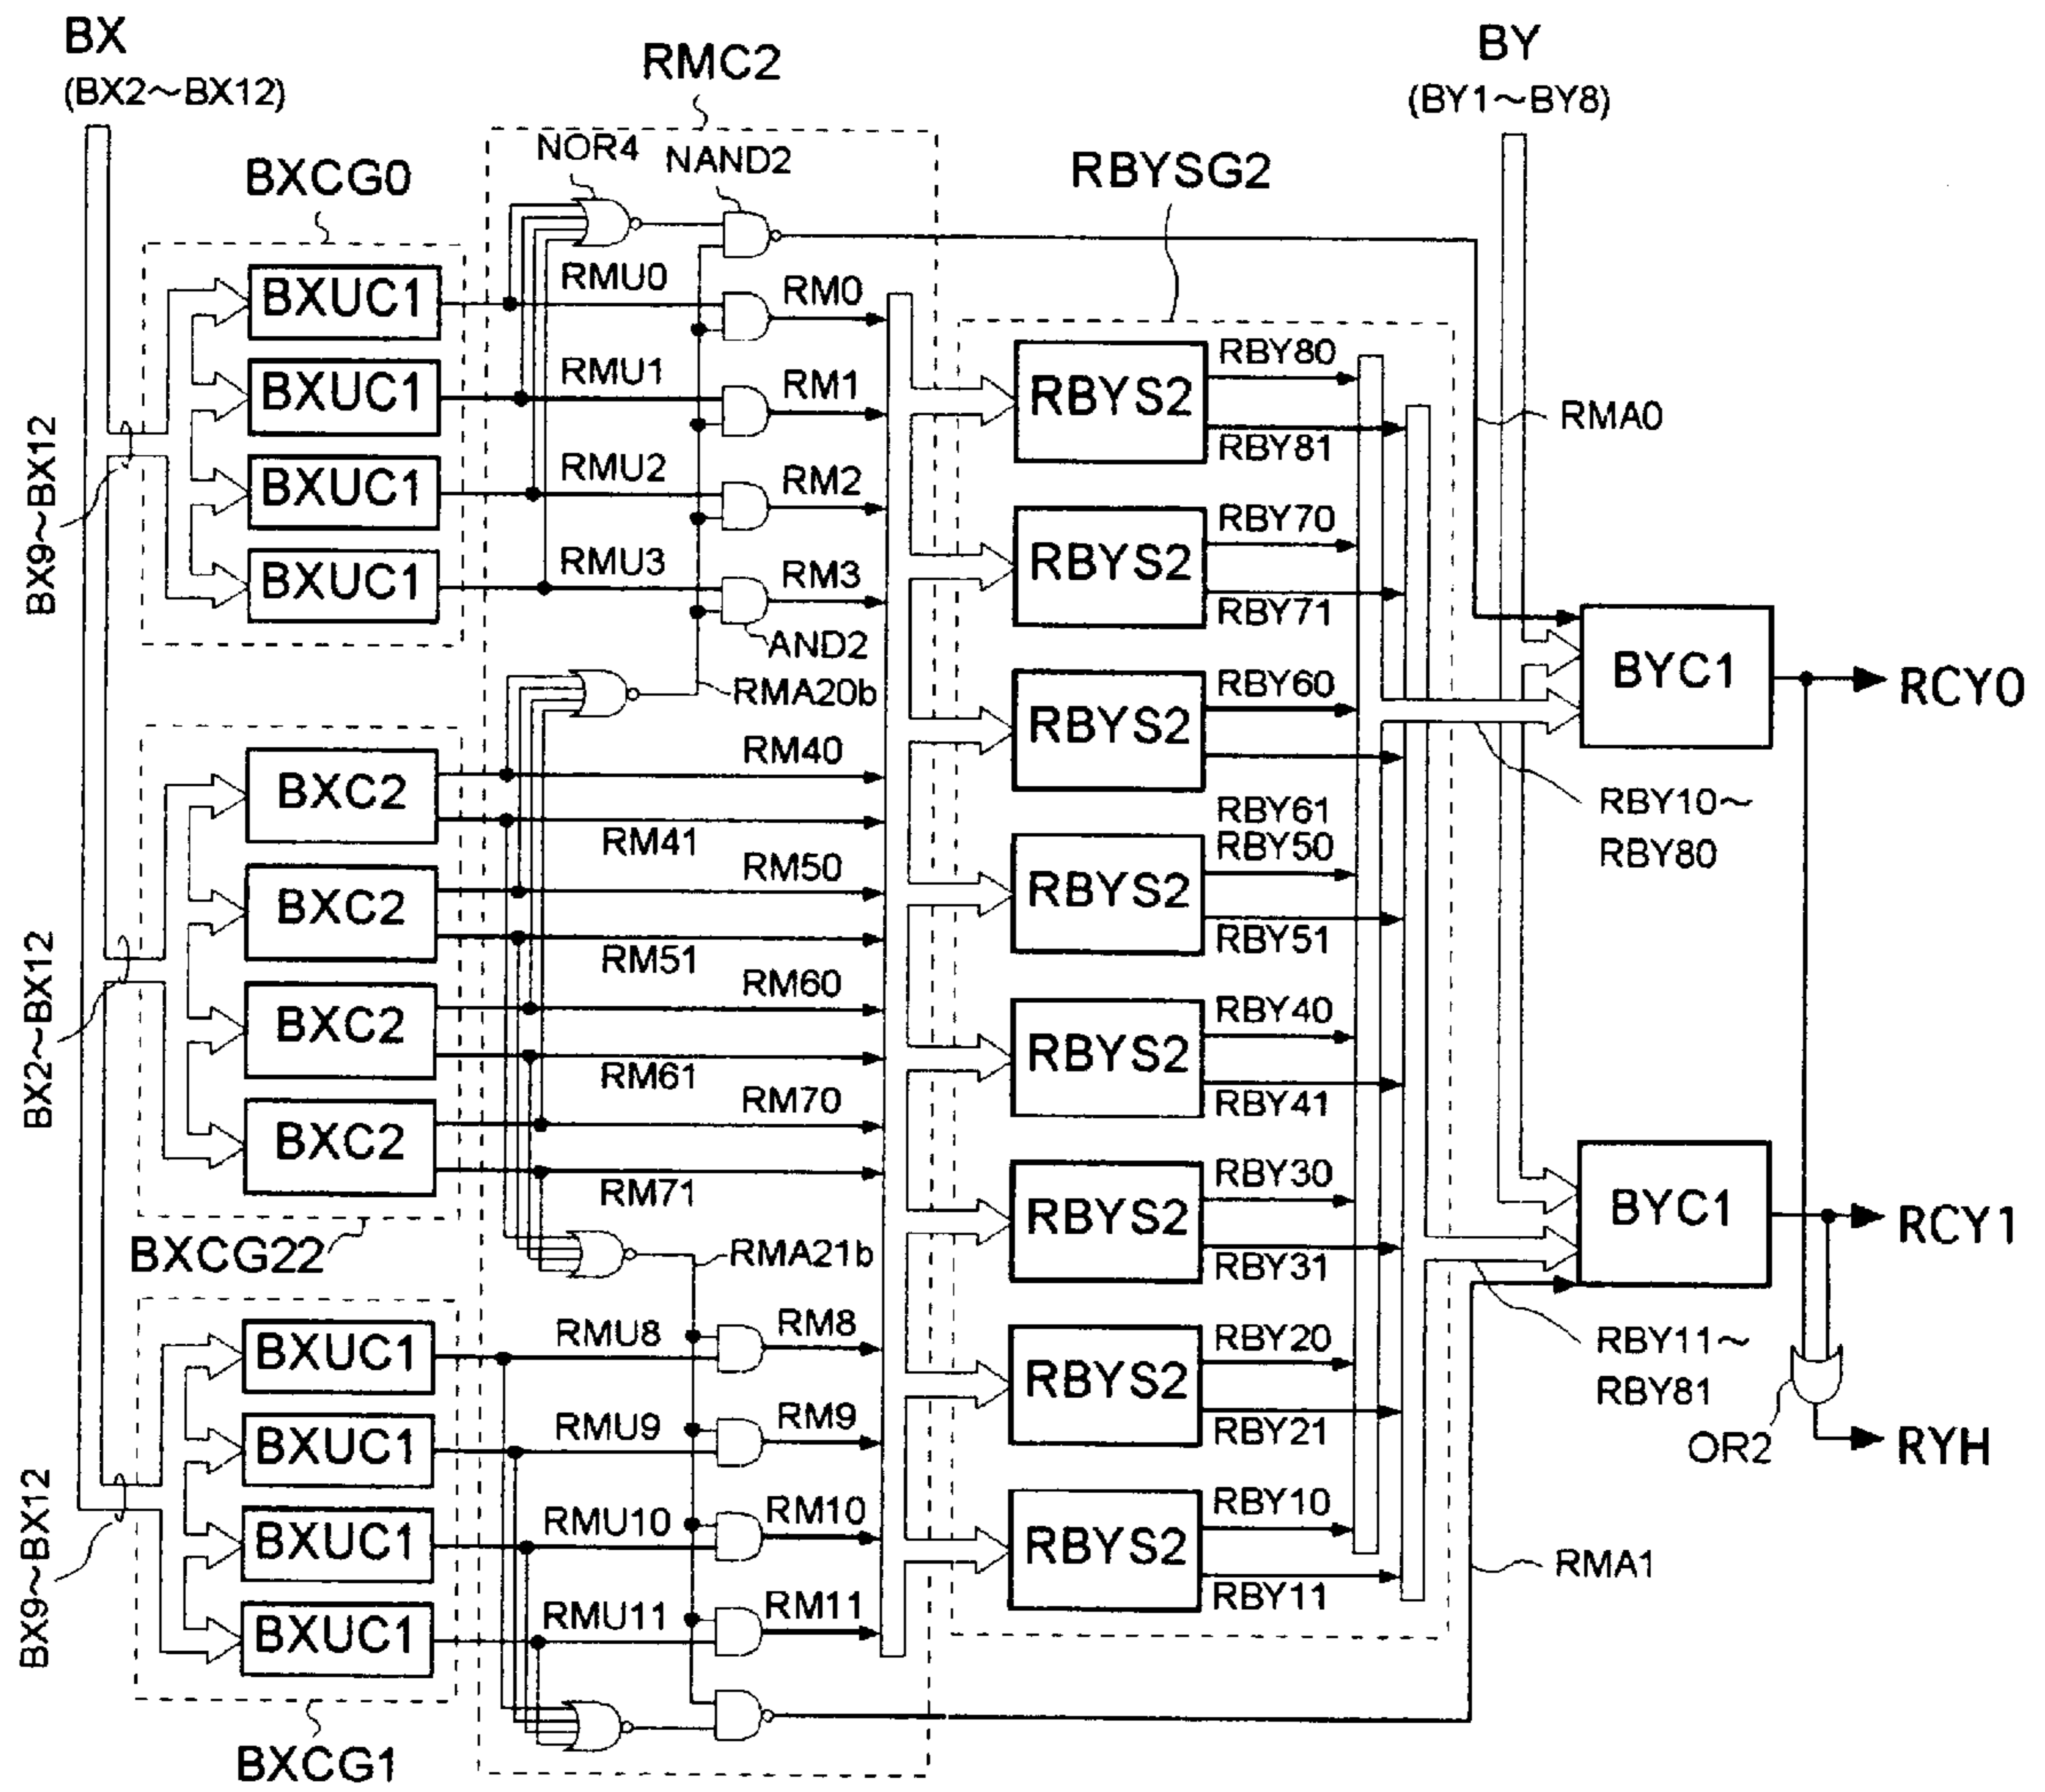 BX
(BX2~BX12)
RMC2
BY
(BY1~BY8)
BXCG0
NOR4
NAND2
RBYSG2
BXUC1
RMU0
RM0
BXUC1
RMU1
RM1
BXUC1
RMU2
RM2
BXUC1
RMU3
RM3
AND2
RMA20b
BX9~BX12
RBYS2
RBY80
RBY81
RMA0
RBYS2
RBY70
RBY71
RBYS2
RBY60
RBY61
BYC1
RCY0
RBY10~
RBY80
BXC2
RM40
RM41
BXC2
RM50
RM51
BXC2
RM60
RM61
BXC2
RM70
RM71
BX2~BX12
BXCG22
RMA21b
RBYS2
RBY50
RBY51
RBYS2
RBY40
RBY41
RBYS2
RBY30
RBY31
BYC1
RCY1
RBY11~
RBY81
OR2
RYH
BXUC1
RMU8
RM8
BXUC1
RMU9
RM9
BXUC1
RMU10
RM10
BXUC1
RMU11
RM11
BX9~BX12
RBYS2
RBY20
RBY21
RBYS2
RBY10
RBY11
RMA1
BXCG1